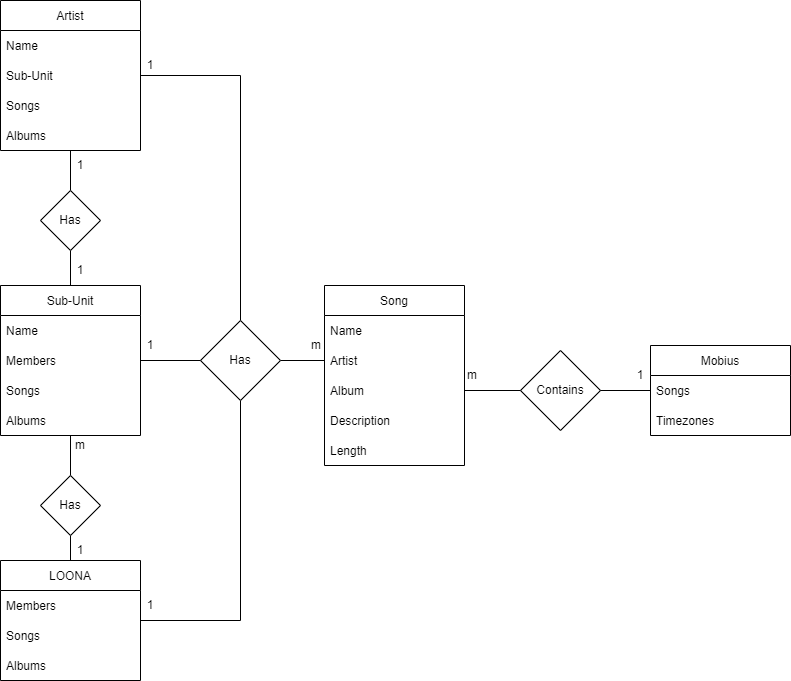 Artist
Name
Sub-Unit
Songs
Albums
1
1
Has
1
Sub-Unit
Name
Members
Songs
Albums
1
Has
m
Song
Name
Artist
Album
Description
Length
m
Contains
1
Mobius
Songs
Timezones
m
Has
1
LOONA
Members
Songs
Albums
1